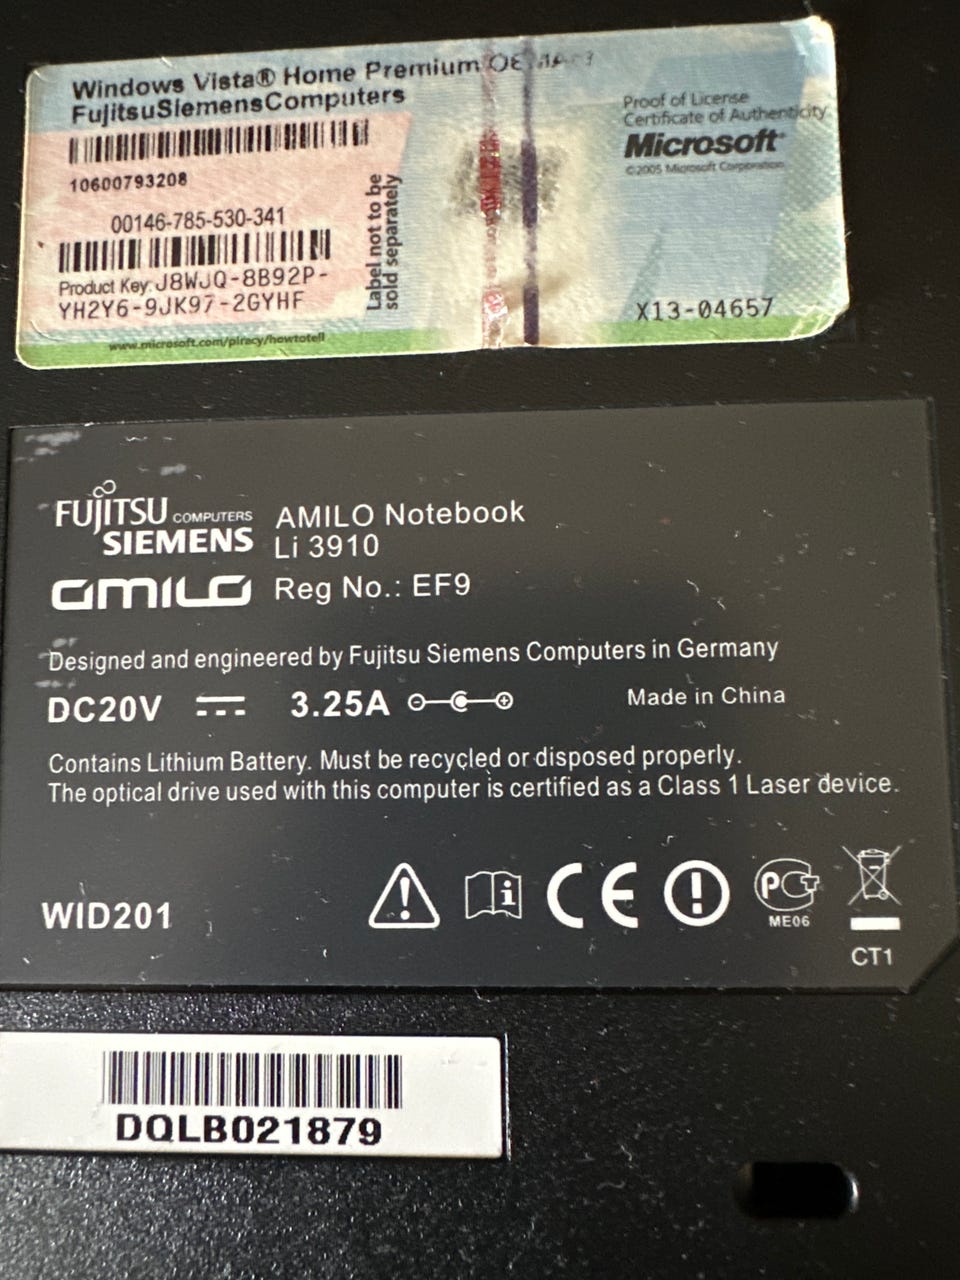 Windows Vista® Home Premium
FujitsuSiemensComputers
10600793208
00146-785-530-341
Product Key: J8WJQ-8B92P-
YH2Y6-9JK97-2GYHF
www.microsoft.com/piracy/howtotell
Label not to be
sold separately
Proof of License
Certificate of Authenticity
Microsoft®
©2005 Microsoft Corporation
X13-04657
FUJITSU COMPUTERS
SIEMENS
AMILO Notebook
Li 3910
AMILO
Reg No.: EF9
Designed and engineered by Fujitsu Siemens Computers in Germany
DC20V 3.25A
Made in China
Contains Lithium Battery. Must be recycled or disposed properly.
The optical drive used with this computer is certified as a Class 1 Laser device.
WID201
CE
PCT
ME06
CT1
DQLB021879